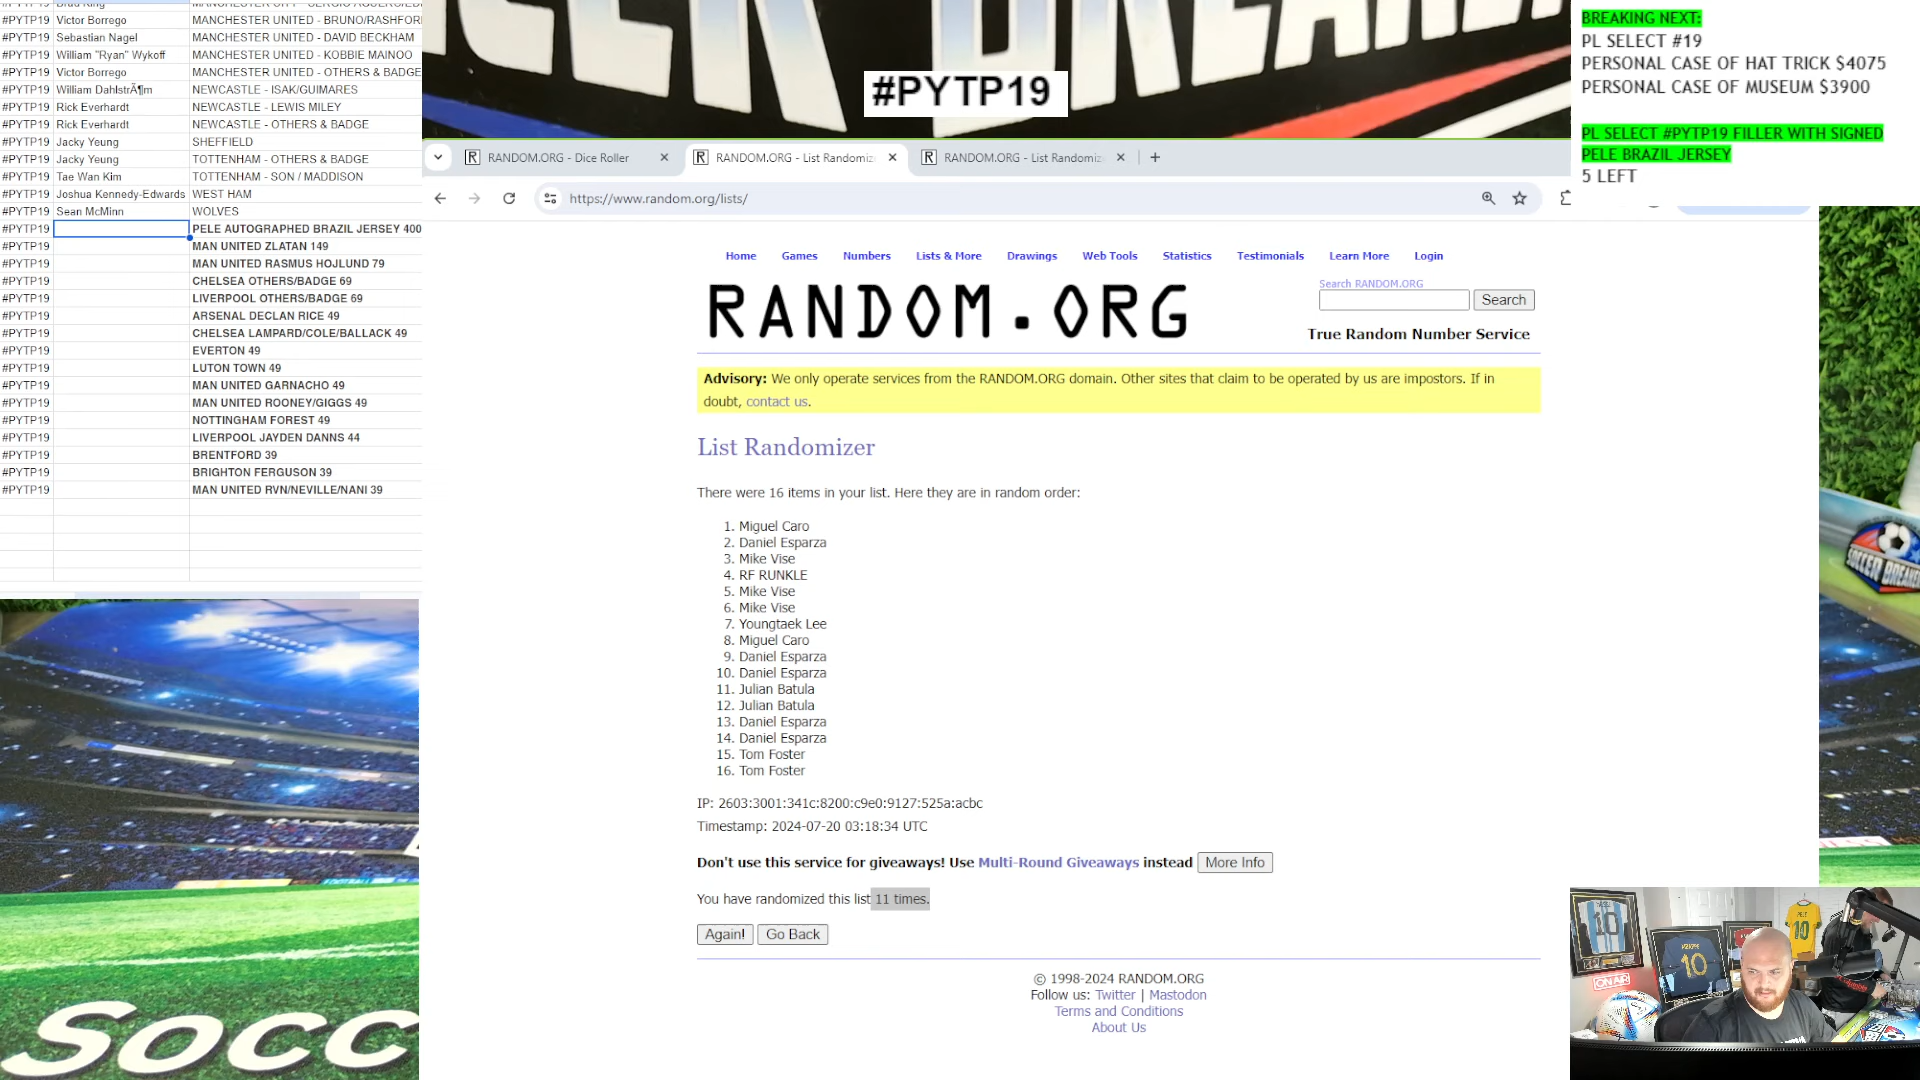 #PYTP19 Victor Borrego MANCHESTER UNITED - BRUNO/RASHFOR
#PYTP19 Sebastian Nagel MANCHESTER UNITED - DAVID BECKHAM
#PYTP19 William "Ryan" Wykoff MANCHESTER UNITED - KOBBIE MAINOO
#PYTP19 Victor Borrego MANCHESTER UNITED - OTHERS & BADGE
#PYTP19 William DahlstrÃ¶m NEWCASTLE - ISAK/GUIMARES
#PYTP19 Rick Everhardt NEWCASTLE - LEWIS MILEY
#PYTP19 Rick Everhardt NEWCASTLE - OTHERS & BADGE
#PYTP19 Jacky Yeung SHEFFIELD
#PYTP19 Jacky Yeung TOTTENHAM - OTHERS & BADGE
#PYTP19 Tae Wan Kim TOTTENHAM - SON / MADDISON
#PYTP19 Joshua Kennedy-Edwards WEST HAM
#PYTP19 Sean McMinn WOLVES
#PYTP19 PELE AUTOGRAPHED BRAZIL JERSEY 400
#PYTP19 MAN UNITED ZLATAN 149
#PYTP19 MAN UNITED RASMUS HOJLUND 79
#PYTP19 CHELSEA OTHERS/BADGE 69
#PYTP19 LIVERPOOL OTHERS/BADGE 69
#PYTP19 ARSENAL DECLAN RICE 49
#PYTP19 CHELSEA LAMPARD/COLE/BALLACK 49
#PYTP19 EVERTON 49
#PYTP19 LUTON TOWN 49
#PYTP19 MAN UNITED GARNACHO 49
#PYTP19 MAN UNITED ROONEY/GIGGS 49
#PYTP19 NOTTINGHAM FOREST 49
#PYTP19 LIVERPOOL JAYDEN DANNS 44
#PYTP19 BRENTFORD 39
#PYTP19 BRIGHTON FERGUSON 39
#PYTP19 MAN UNITED RVN/NEVILLE/NANI 39
#PYTP19
BREAKING NEXT:
PL SELECT #19
PERSONAL CASE OF HAT TRICK $4075
PERSONAL CASE OF MUSEUM $3900
PL SELECT #PYTP19 FILLER WITH SIGNED
PELE BRAZIL JERSEY
5 LEFT
RANDOM.ORG - Dice Roller
RANDOM.ORG - List Randomiz
RANDOM.ORG - List Randomiz
https://www.random.org/lists/
Home Games Numbers Lists & More Drawings Web Tools Statistics Testimonials Learn More Login
RANDOM.ORG
Search RANDOM.ORG
Search
True Random Number Service
Advisory: We only operate services from the RANDOM.ORG domain. Other sites that claim to be operated by us are impostors. If in
doubt, contact us.
List Randomizer
There were 16 items in your list. Here they are in random order:
1. Miguel Caro
2. Daniel Esparza
3. Mike Vise
4. RF RUNKLE
5. Mike Vise
6. Mike Vise
7. Youngtaek Lee
8. Miguel Caro
9. Daniel Esparza
10. Daniel Esparza
11. Julian Batula
12. Julian Batula
13. Daniel Esparza
14. Daniel Esparza
15. Tom Foster
16. Tom Foster
IP: 2603:3001:341c:8200:c9e0:9127:525a:acbc
Timestamp: 2024-07-20 03:18:34 UTC
Don't use this service for giveaways! Use Multi-Round Giveaways instead More Info
You have randomized this list 11 times.
Again! Go Back
© 1998-2024 RANDOM.ORG
Follow us: Twitter | Mastodon
Terms and Conditions
About Us
Socc
SOCCER BREAKE
10
10
10
ON AIR